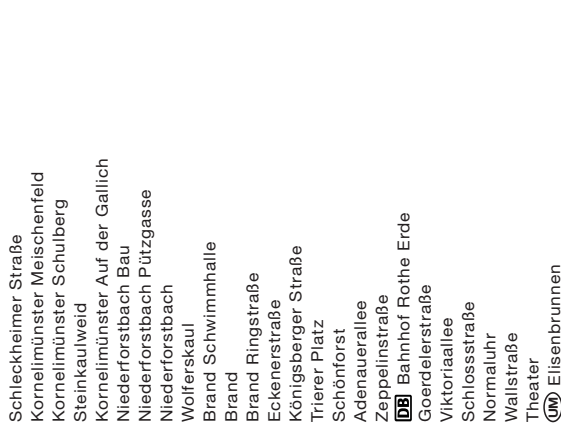 Schleckheimer Straße
Kornelimünster Meischenfeld
Kornelimünster Schulberg
Steinkaulweid
Kornelimünster Auf der Gallich
Niederforstbach Bau
Niederforstbach Pützgasse
Niederforstbach
Wolferskaul
Brand Schwimmhalle
Brand
Brand Ringstraße
Eckenerstraße
Königsberger Straße
Trierer Platz
Schönforst
Adenauerallee
Zeppelinstraße
DB Bahnhof Rothe Erde
Goerdelerstraße
Viktoriaallee
Schlossstraße
Normaluhr
Wallstraße
Theater
UM Elisenbrunnen